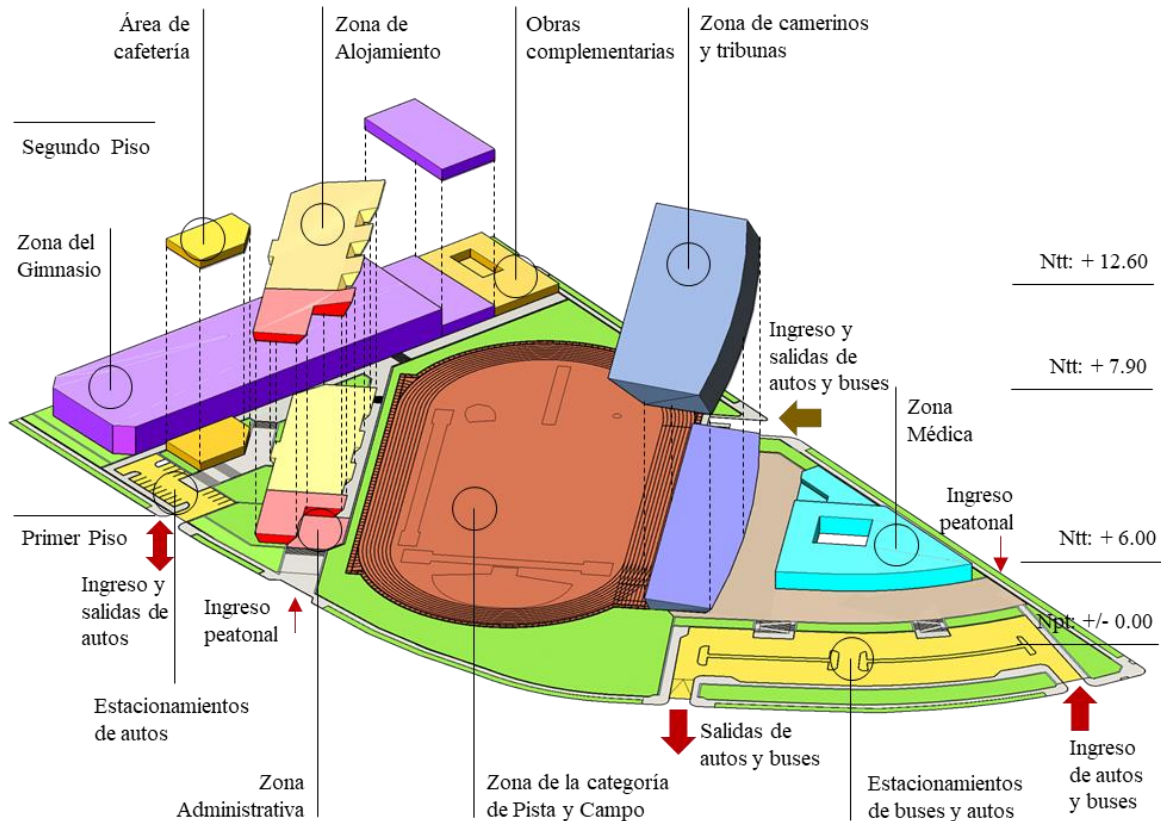 Área de
cafetería
Zona de
Alojamiento
Obras
complementarias
Zona de camerinos
y tribunas
Segundo Piso
Zona del
Gimnasio
Ntt: + 12.60
Ingreso y
salidas de
autos y buses
Ntt: + 7.90
Zona
Médica
Ingreso
peatonal
Primer Piso
Ntt: + 6.00
Ingreso y
salidas de
autos
Ingreso
peatonal
Npt: +/- 0.00
Estacionamientos
de autos
Salidas de
autos y buses
Ingreso
de autos
y buses
Zona
Administrativa
Zona de la categoría
de Pista y Campo
Estacionamientos
de buses y autos